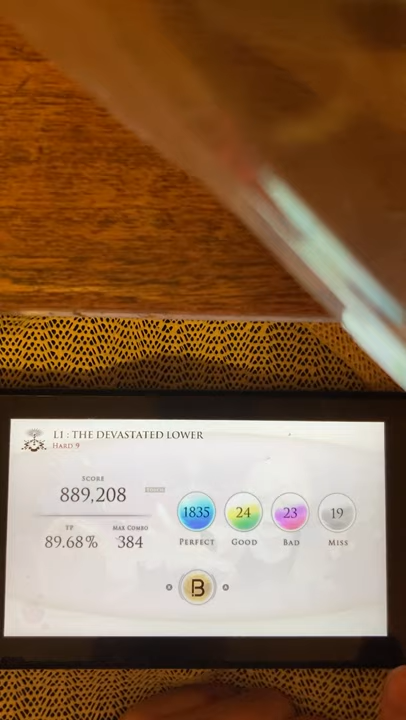 L1 : THE DEVASTATED LOWER
HARD 9
SCORE
889,208
TP
89.68%
MAX COMBO
384
1835
PERFECT
24
GOOD
23
BAD
19
MISS
B